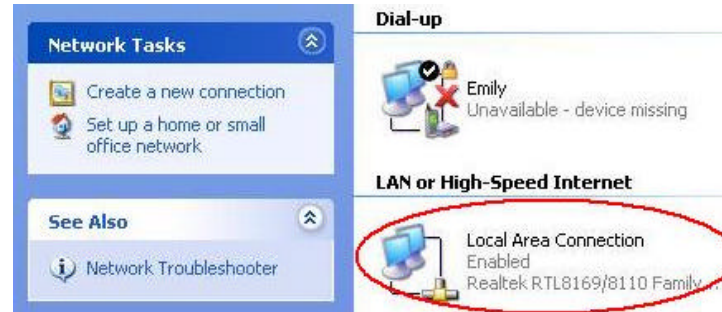 Network Tasks
Create a new connection
Set up a home or small
office network
See Also
Network Troubleshooter
Dial-up
Emily
Unavailable - device missing
LAN or High-Speed Internet
Local Area Connection
Enabled
Realtek RTL8169/8110 Family ...